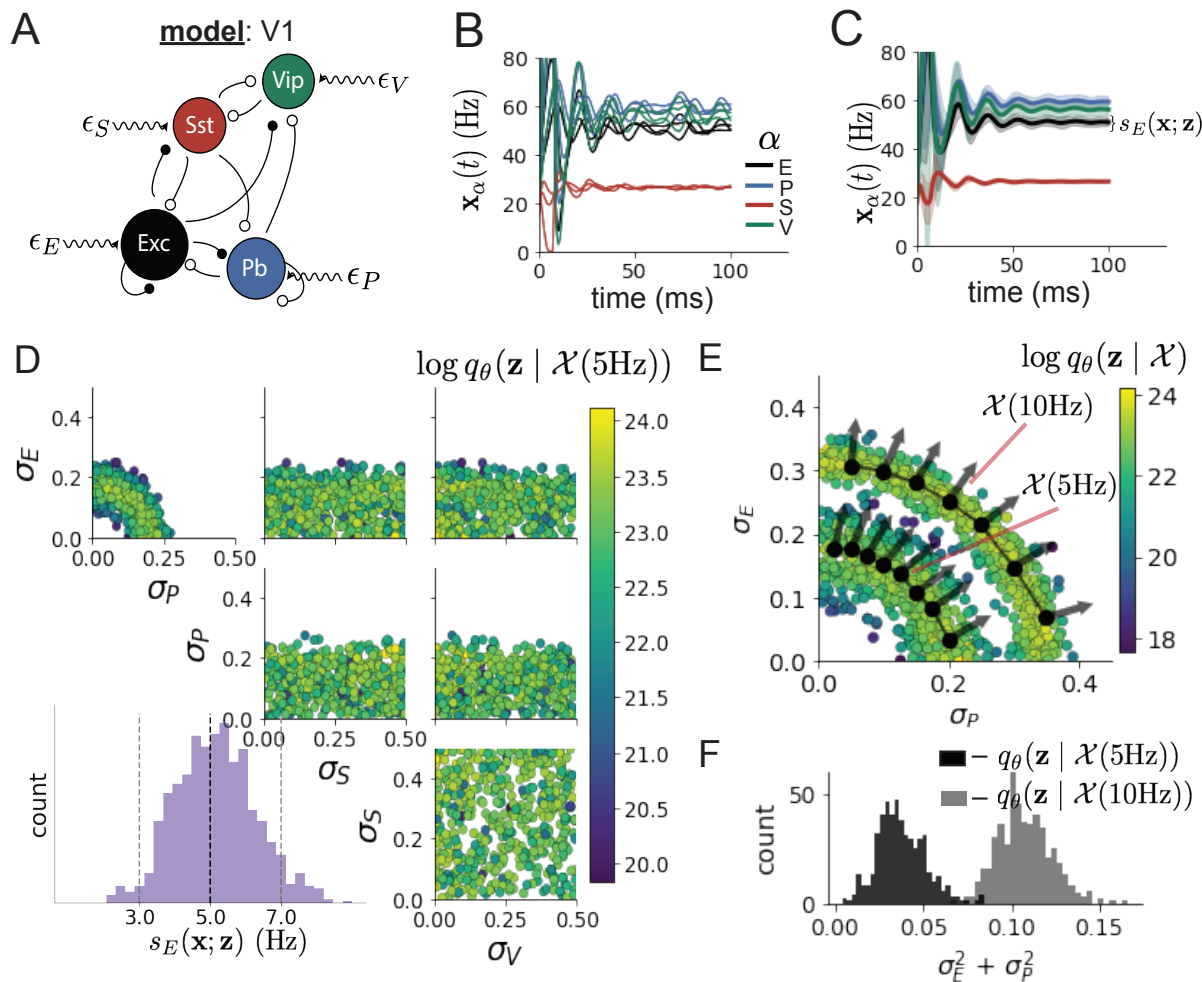 A
model: V1
Vip
ϵ_V
ϵ_S
Sst
ϵ_E
Exc
Pb
ϵ_P
B
80
60
40
20
0
x_α(t) (Hz)
α
E
P
S
V
0 50 100
time (ms)
C
80
60
40
20
0
x_α(t) (Hz)
s_E(x; z)
0 50 100
time (ms)
D
log q_θ(z | 𝒳(5Hz))
0.4
0.2
0.0
σ_E
0.00 0.25 0.50
σ_P
0.4
0.2
0.00
σ_P
0.00 0.25 0.50
σ_S
0.4
0.2
0.0
σ_S
0.00 0.25 0.50
σ_V
24.0
23.5
23.0
22.5
22.0
21.5
21.0
20.5
20.0
count
3.0 5.0 7.0
s_E(x; z) (Hz)
E
log q_θ(z | 𝒳)
𝒳(10Hz)
𝒳(5Hz)
0.4
0.3
0.2
0.1
0.0
σ_E
0.0 0.2 0.4
σ_P
24
22
20
18
F
q_θ(z | 𝒳(5Hz))
q_θ(z | 𝒳(10Hz))
50
0
count
0.00 0.05 0.10 0.15
σ_E² + σ_P²